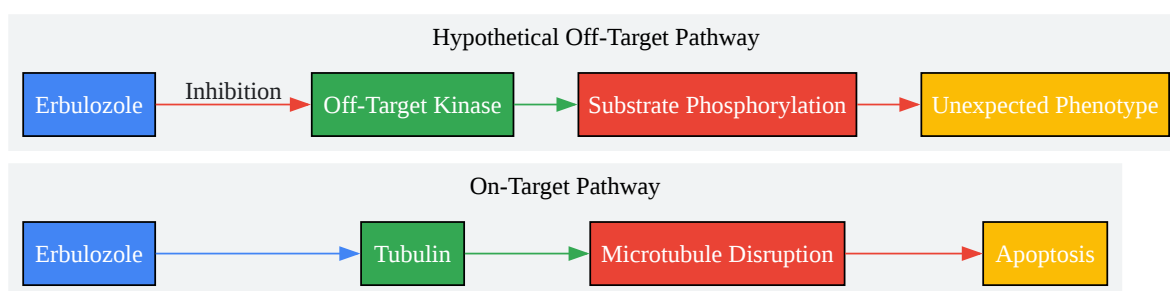 Hypothetical Off-Target Pathway
Erbulozole
Inhibition
Off-Target Kinase
Substrate Phosphorylation
Unexpected Phenotype
On-Target Pathway
Erbulozole
Tubulin
Microtubule Disruption
Apoptosis